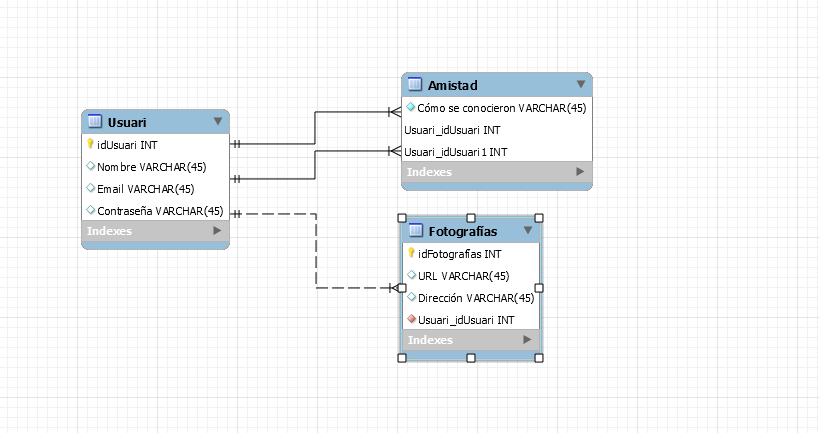 Usuari
idUsuari INT
Nombre VARCHAR(45)
Email VARCHAR(45)
Contraseña VARCHAR(45)
Indexes
Amistad
Cómo se conocieron VARCHAR(45)
Usuari_idUsuari INT
Usuari_idUsuari1 INT
Indexes
Fotografías
idFotografías INT
URL VARCHAR(45)
Dirección VARCHAR(45)
Usuari_idUsuari INT
Indexes